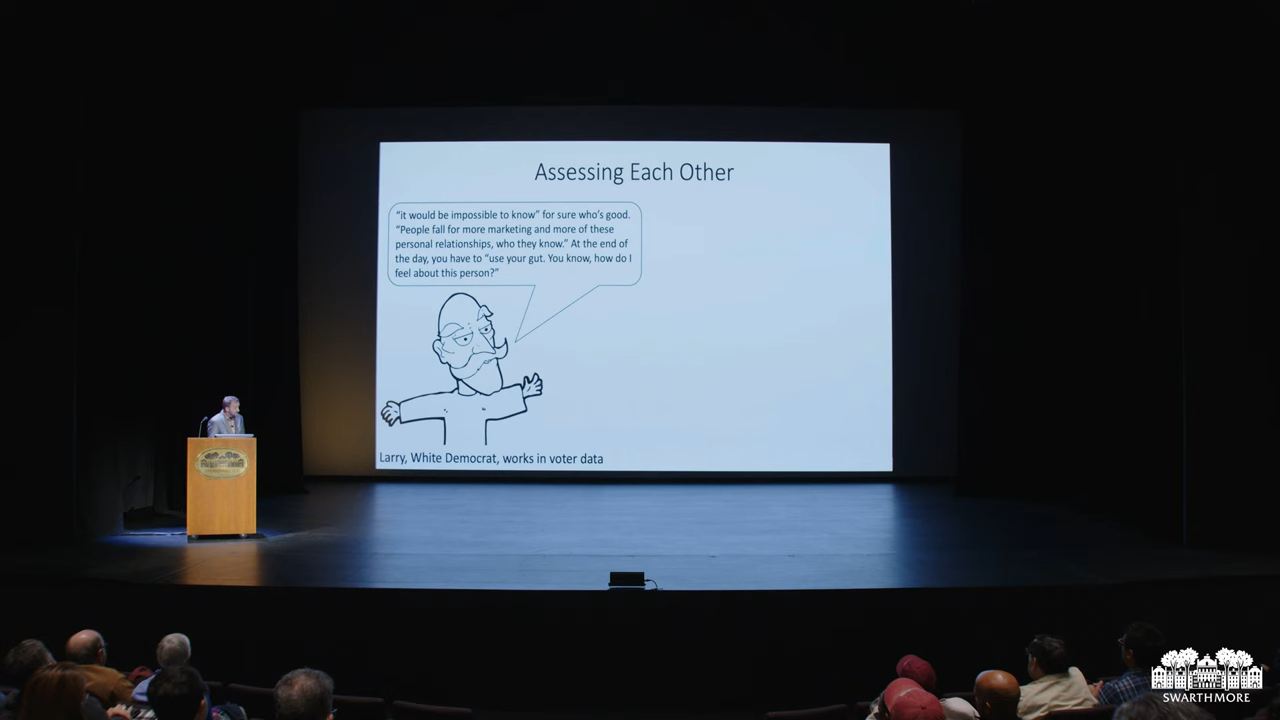 Assessing Each Other
“it would be impossible to know” for sure who’s good.
“People fall for more marketing and more of these
personal relationships, who they know.” At the end of
the day, you have to “use your gut. You know, how do I
feel about this person?”
Larry, White Democrat, works in voter data
SWARTHMORE